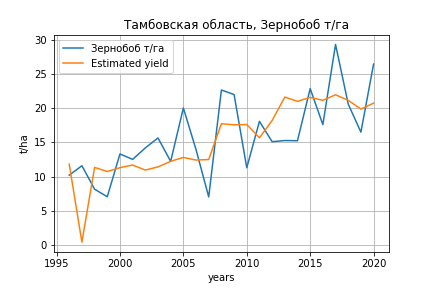 Тамбовская область, Зернобоб т/га
Зернобоб т/га
Estimated yield
t/ha
30
25
20
15
10
5
0
1995 2000 2005 2010 2015 2020
years